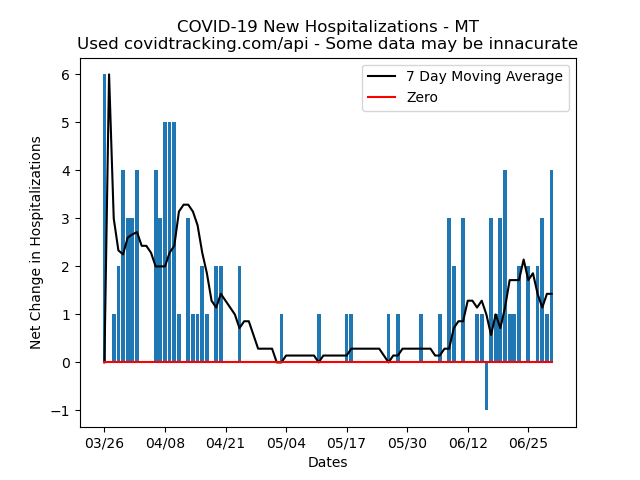 COVID-19 New Hospitalizations - MT
Used covidtracking.com/api - Some data may be innacurate
7 Day Moving Average
Zero
Net Change in Hospitalizations
6
5
4
3
2
1
0
−1
03/26 04/08 04/21 05/04 05/17 05/30 06/12 06/25
Dates